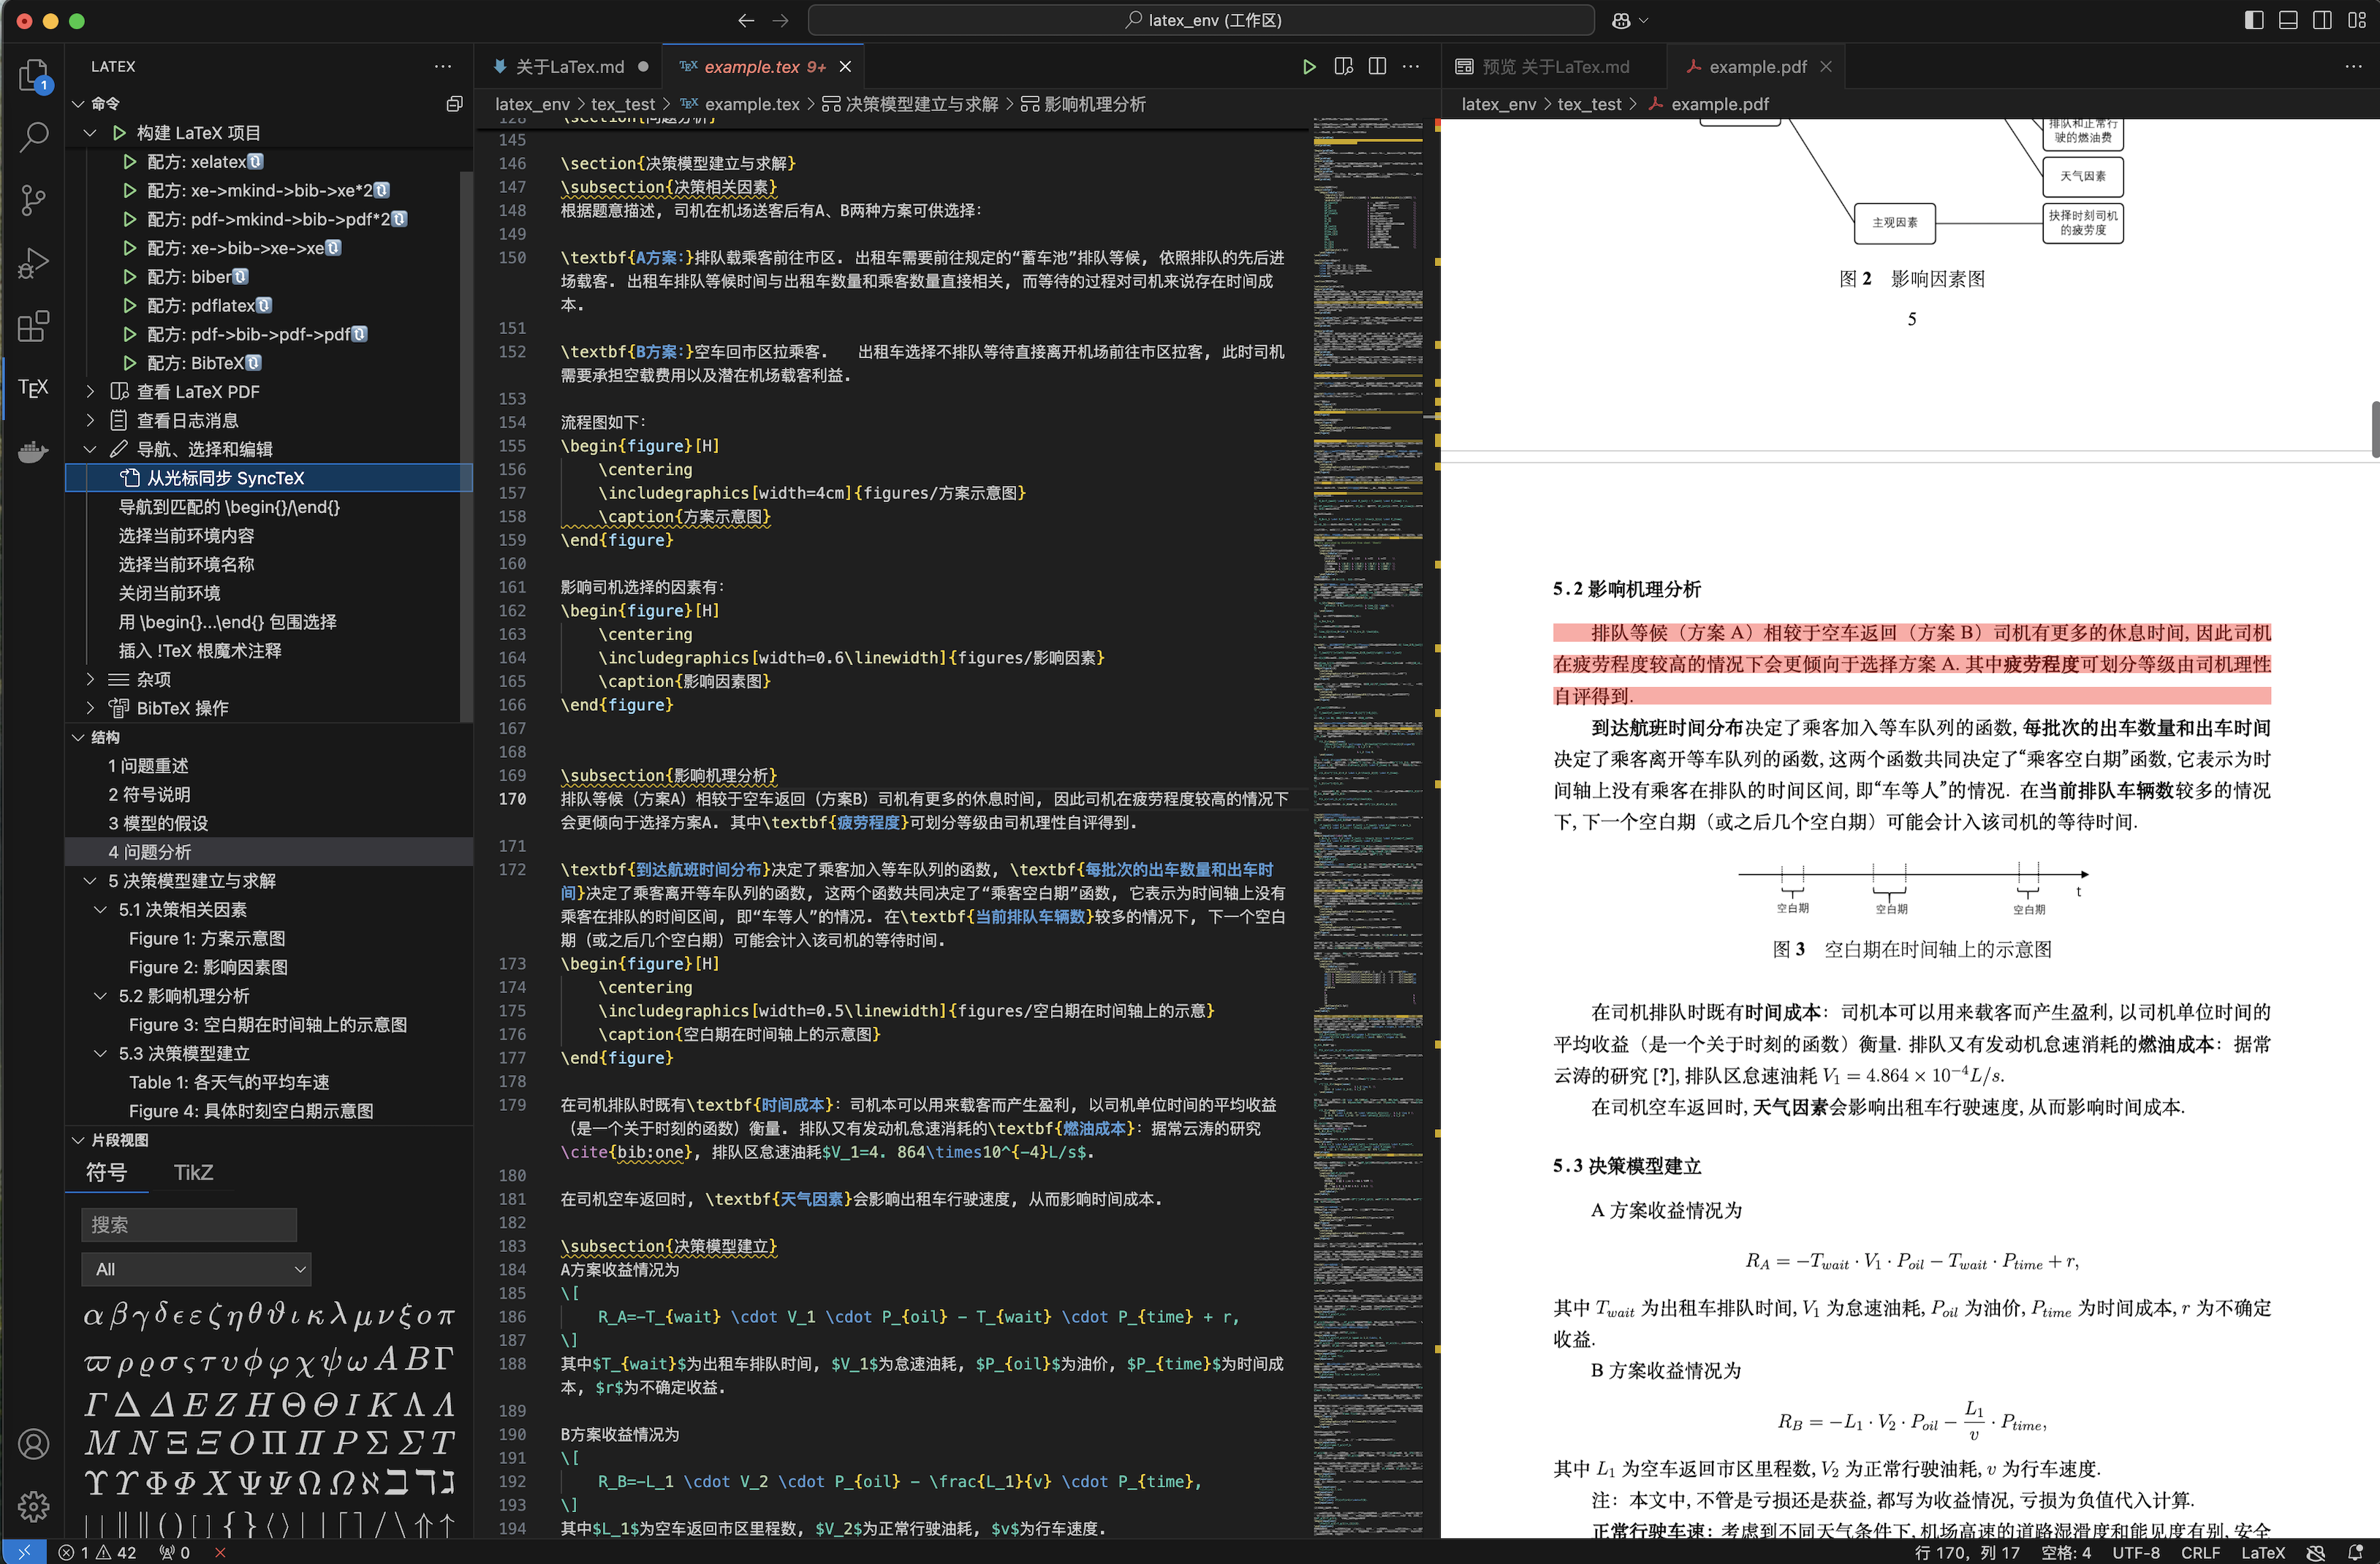 latex_env (工作区)
LATEX
命令
构建 LaTeX 项目
配方: xelatex
配方: xe->mkind->bib->xe*2
配方: pdf->mkind->bib->pdf*2
配方: xe->bib->xe->xe
配方: biber
配方: pdflatex
配方: pdf->bib->pdf->pdf
配方: BibTeX
查看 LaTeX PDF
查看日志消息
导航、选择和编辑
从光标同步 SyncTeX
导航到匹配的 \begin{}/\end{}
选择当前环境内容
选择当前环境名称
关闭当前环境
用 \begin{}…\end{} 包围选择
插入 !TeX 根魔术注释
杂项
BibTeX 操作
结构
1 问题重述
2 符号说明
3 模型的假设
4 问题分析
5 决策模型建立与求解
5.1 决策相关因素
Figure 1: 方案示意图
Figure 2: 影响因素图
5.2 影响机理分析
Figure 3: 空白期在时间轴上的示意图
5.3 决策模型建立
Table 1: 各天气的平均车速
Figure 4: 具体时刻空白期示意图
片段视图
符号 TikZ
搜索
All
α β γ δ ϵ ε ζ η θ ϑ ι κ λ μ ν ξ ο π
ϖ ρ ϱ σ ς τ υ ϕ φ χ ψ ω A B Γ
Γ Δ Δ E Z H Θ Θ I K Λ Λ
M N Ξ Ξ O Π Π P Σ Σ T
ϒ ϒ Φ Φ X Ψ Ψ Ω Ω ℵ ℶ ℸ ℷ
关于LaTex.md
TEX example.tex 9+
latex_env > tex_test > TEX example.tex > 决策模型建立与求解 > 影响机理分析
128 \section{问题分析}
145
146 \section{决策模型建立与求解}
147 \subsection{决策相关因素}
148 根据题意描述, 司机在机场送客后有A、B两种方案可供选择:
149
150 \textbf{A方案:}排队载乘客前往市区. 出租车需要前往规定的“蓄车池”排队等候, 依照排队的先后进
场载客. 出租车排队等候时间与出租车数量和乘客数量直接相关, 而等待的过程对司机来说存在时间成
本.
151
152 \textbf{B方案:}空车回市区拉乘客. 出租车选择不排队等待直接离开机场前往市区拉客, 此时司机
需要承担空载费用以及潜在机场载客利益.
153
154 流程图如下:
155 \begin{figure}[H]
156 \centering
157 \includegraphics[width=4cm]{figures/方案示意图}
158 \caption{方案示意图}
159 \end{figure}
160
161 影响司机选择的因素有:
162 \begin{figure}[H]
163 \centering
164 \includegraphics[width=0.6\linewidth]{figures/影响因素}
165 \caption{影响因素图}
166 \end{figure}
167
168
169 \subsection{影响机理分析}
170 排队等候（方案A）相较于空车返回（方案B）司机有更多的休息时间, 因此司机在疲劳程度较高的情况下
会更倾向于选择方案A. 其中\textbf{疲劳程度}可划分等级由司机理性自评得到.
171
172 \textbf{到达航班时间分布}决定了乘客加入等车队列的函数, \textbf{每批次的出车数量和出车时
间}决定了乘客离开等车队列的函数, 这两个函数共同决定了“乘客空白期”函数, 它表示为时间轴上没有
乘客在排队的时间区间, 即“车等人”的情况. 在\textbf{当前排队车辆数}较多的情况下, 下一个空白
期（或之后几个空白期）可能会计入该司机的等待时间.
173 \begin{figure}[H]
174 \centering
175 \includegraphics[width=0.5\linewidth]{figures/空白期在时间轴上的示意}
176 \caption{空白期在时间轴上的示意图}
177 \end{figure}
178
179 在司机排队时既有\textbf{时间成本}: 司机本可以用来载客而产生盈利, 以司机单位时间的平均收益
（是一个关于时刻的函数）衡量. 排队又有发动机怠速消耗的\textbf{燃油成本}: 据常云涛的研究
\cite{bib:one}, 排队区怠速油耗$V_1=4. 864\times10^{-4}L/s$.
180
181 在司机空车返回时, \textbf{天气因素}会影响出租车行驶速度, 从而影响时间成本.
182
183 \subsection{决策模型建立}
184 A方案收益情况为
185 \[
186 R_A=-T_{wait} \cdot V_1 \cdot P_{oil} - T_{wait} \cdot P_{time} + r,
187 \]
188 其中$T_{wait}$为出租车排队时间, $V_1$为怠速油耗, $P_{oil}$为油价, $P_{time}$为时间成
本, $r$为不确定收益.
189
190 B方案收益情况为
191 \[
192 R_B=-L_1 \cdot V_2 \cdot P_{oil} - \frac{L_1}{v} \cdot P_{time},
193 \]
194 其中$L_1$为空车返回市区里程数, $V_2$为正常行驶油耗, $v$为行车速度.
预览 关于LaTex.md
example.pdf
latex_env > tex_test > example.pdf
排队和正常行
驶的燃油费
天气因素
主观因素
抉择时刻司机
的疲劳度
图 2 影响因素图
5
5.2 影响机理分析
排队等候（方案 A）相较于空车返回（方案 B）司机有更多的休息时间, 因此司机
在疲劳程度较高的情况下会更倾向于选择方案 A. 其中疲劳程度可划分等级由司机理性
自评得到.
到达航班时间分布决定了乘客加入等车队列的函数, 每批次的出车数量和出车时间
决定了乘客离开等车队列的函数, 这两个函数共同决定了“乘客空白期”函数, 它表示为时
间轴上没有乘客在排队的时间区间, 即“车等人”的情况. 在当前排队车辆数较多的情况
下, 下一个空白期（或之后几个空白期）可能会计入该司机的等待时间.
空白期 空白期 空白期 t
图 3 空白期在时间轴上的示意图
在司机排队时既有时间成本: 司机本可以用来载客而产生盈利, 以司机单位时间的
平均收益（是一个关于时刻的函数）衡量. 排队又有发动机怠速消耗的燃油成本: 据常
云涛的研究 [?], 排队区怠速油耗 V₁ = 4.864 × 10⁻⁴L/s.
在司机空车返回时, 天气因素会影响出租车行驶速度, 从而影响时间成本.
5.3 决策模型建立
A 方案收益情况为
R_A = −T_wait · V₁ · P_oil − T_wait · P_time + r,
其中 T_wait 为出租车排队时间, V₁ 为怠速油耗, P_oil 为油价, P_time 为时间成本, r 为不确定
收益.
B 方案收益情况为
R_B = −L₁ · V₂ · P_oil − L₁/v · P_time,
其中 L₁ 为空车返回市区里程数, V₂ 为正常行驶油耗, v 为行车速度.
注: 本文中, 不管是亏损还是获益, 都写为收益情况, 亏损为负值代入计算.
正常行驶车速: 考虑到不同天气条件下, 机场高速的道路湿滑度和能见度有别, 安全
1 42 0
行 170，列 17 空格: 4 UTF-8 CRLF LaTeX